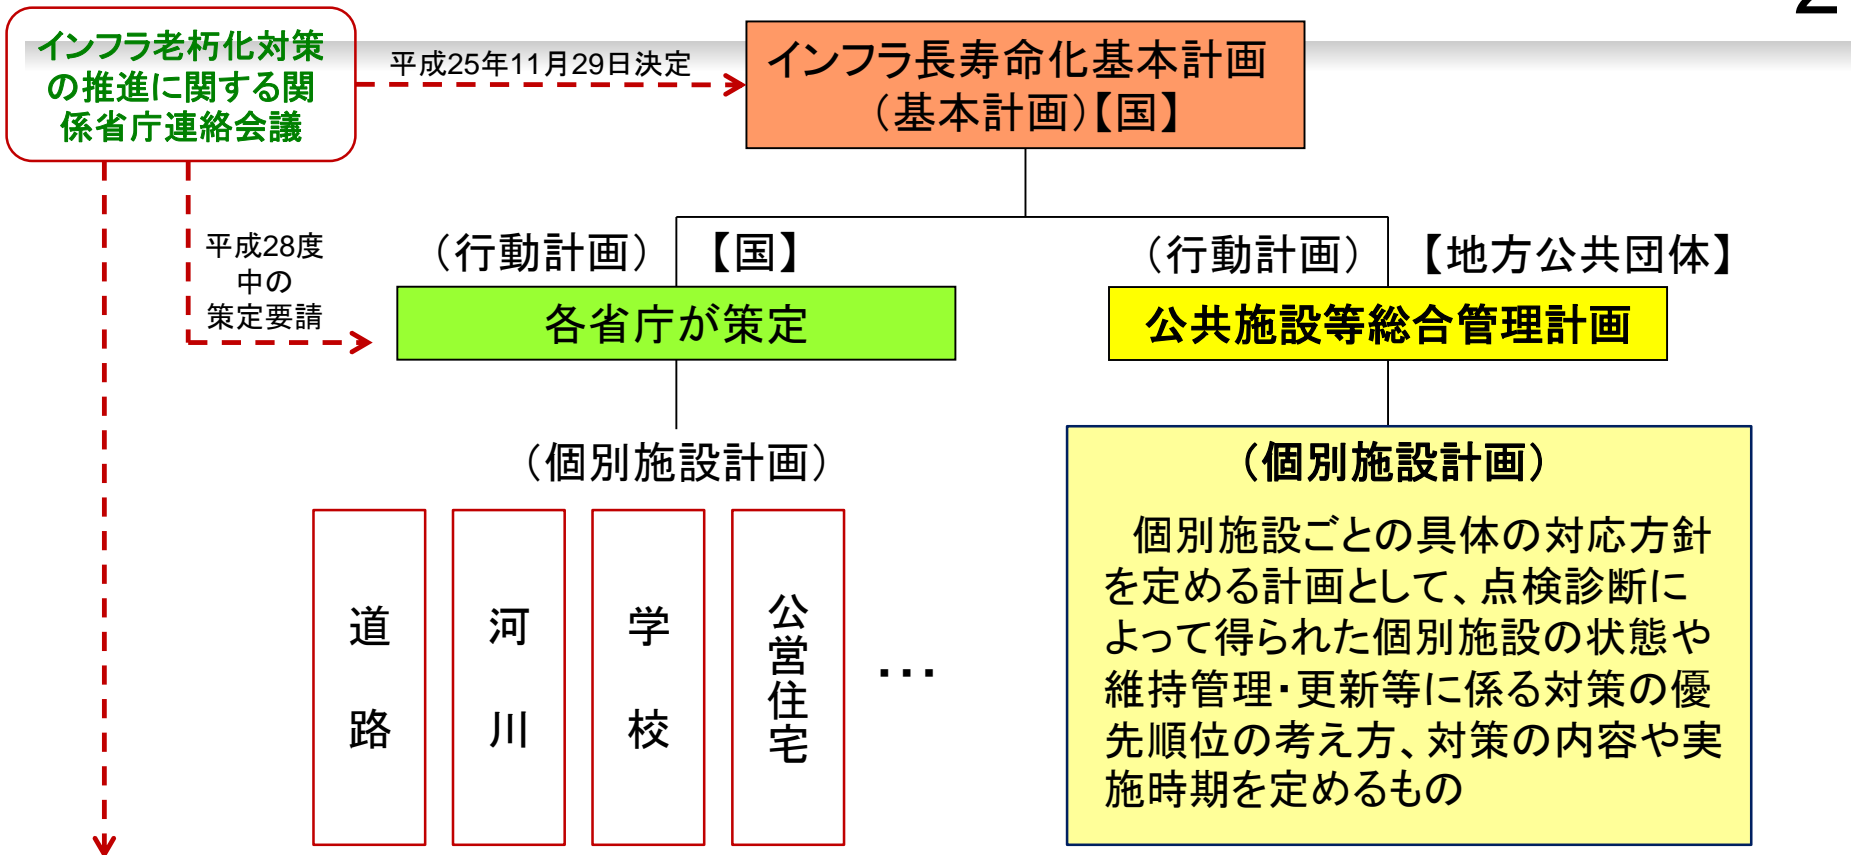 インフラ老朽化対策
の推進に関する関
係省庁連絡会議
平成25年11月29日決定
インフラ長寿命化基本計画
（基本計画）【国】
平成28度
中の
策定要請
（行動計画） 【国】
各省庁が策定
（行動計画） 【地方公共団体】
公共施設等総合管理計画
（個別施設計画）
道路
河川
学校
公営住宅
…
（個別施設計画）
個別施設ごとの具体の対応方針
を定める計画として、点検診断に
よって得られた個別施設の状態や
維持管理・更新等に係る対策の優
先順位の考え方、対策の内容や実
施時期を定めるもの